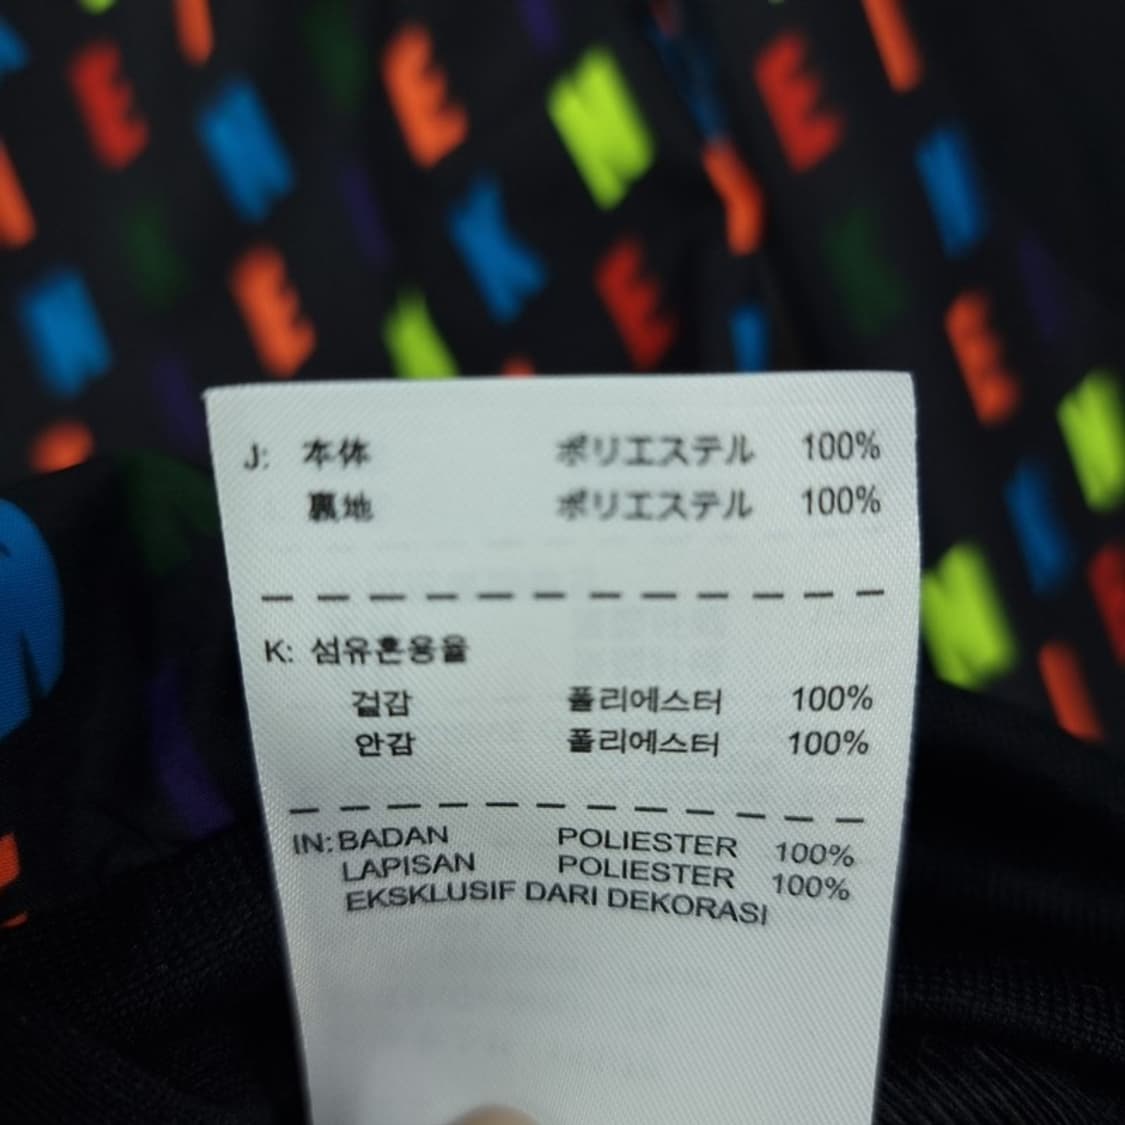 J: 本体 ポリエステル 100%
裏地 ポリエステル 100%
K: 섬유혼용율
겉감 폴리에스터 100%
안감 폴리에스터 100%
IN: BADAN POLIESTER 100%
LAPISAN POLIESTER 100%
EKSKLUSIF DARI DEKORASI